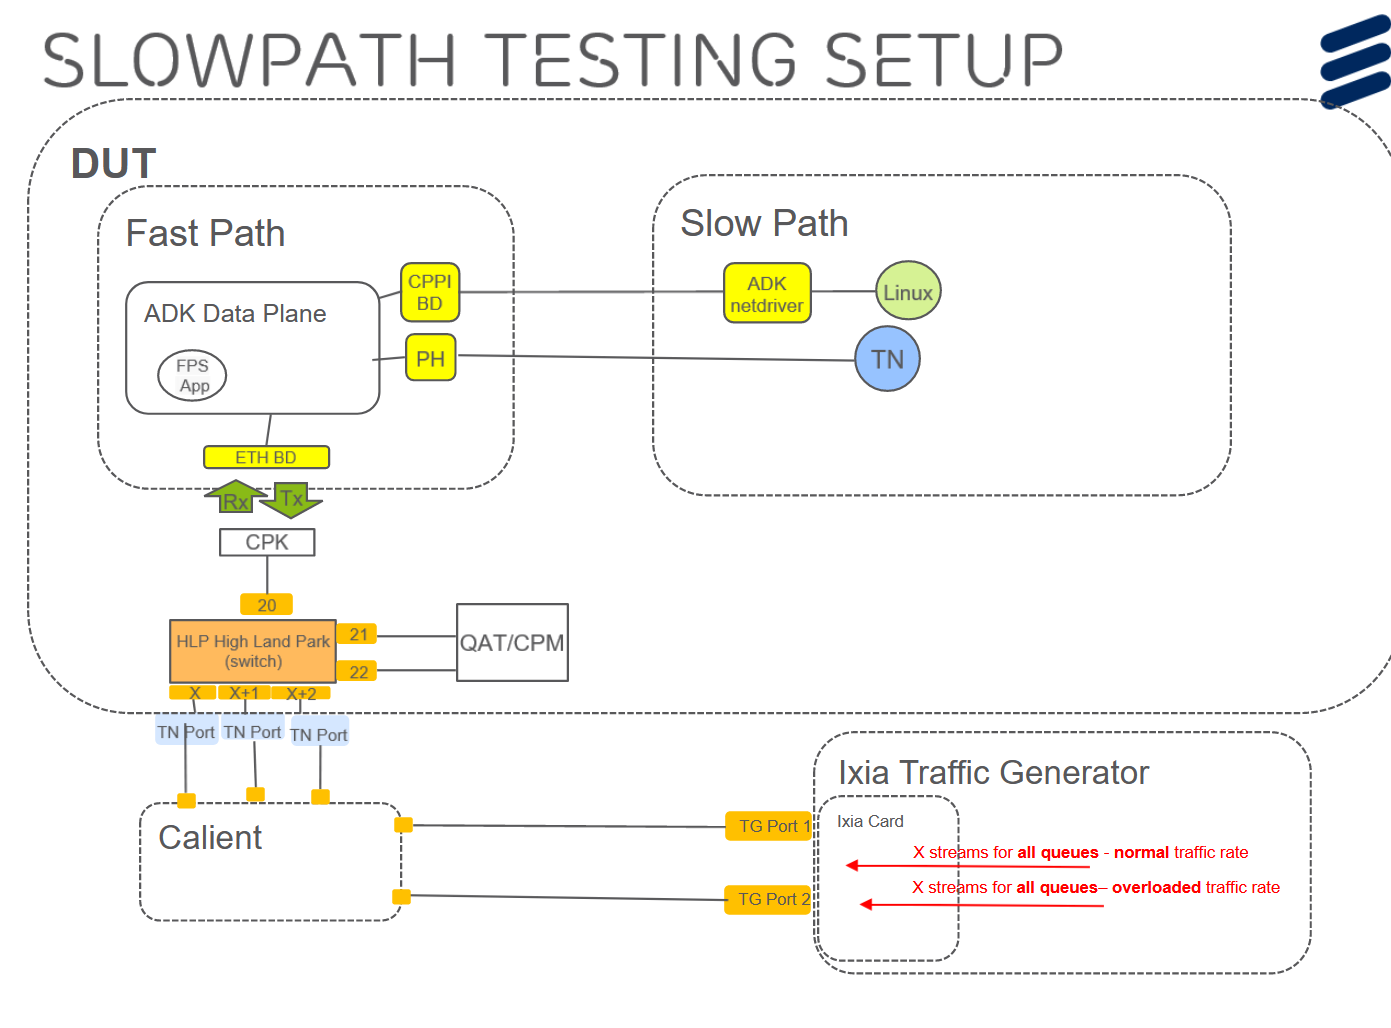 SLOWPATH TESTING SETUP
DUT
Fast Path
Slow Path
CPPI
BD
ADK
netdriver
Linux
ADK Data Plane
PH
TN
FPS
App
ETH BD
Rx
Tx
CPK
20
HLP High Land Park
(switch)
21
22
QAT/CPM
X
X+1
X+2
TN Port
TN Port
TN Port
Calient
Ixia Traffic Generator
TG Port 1
Ixia Card
X streams for all queues - normal traffic rate
X streams for all queues– overloaded traffic rate
TG Port 2